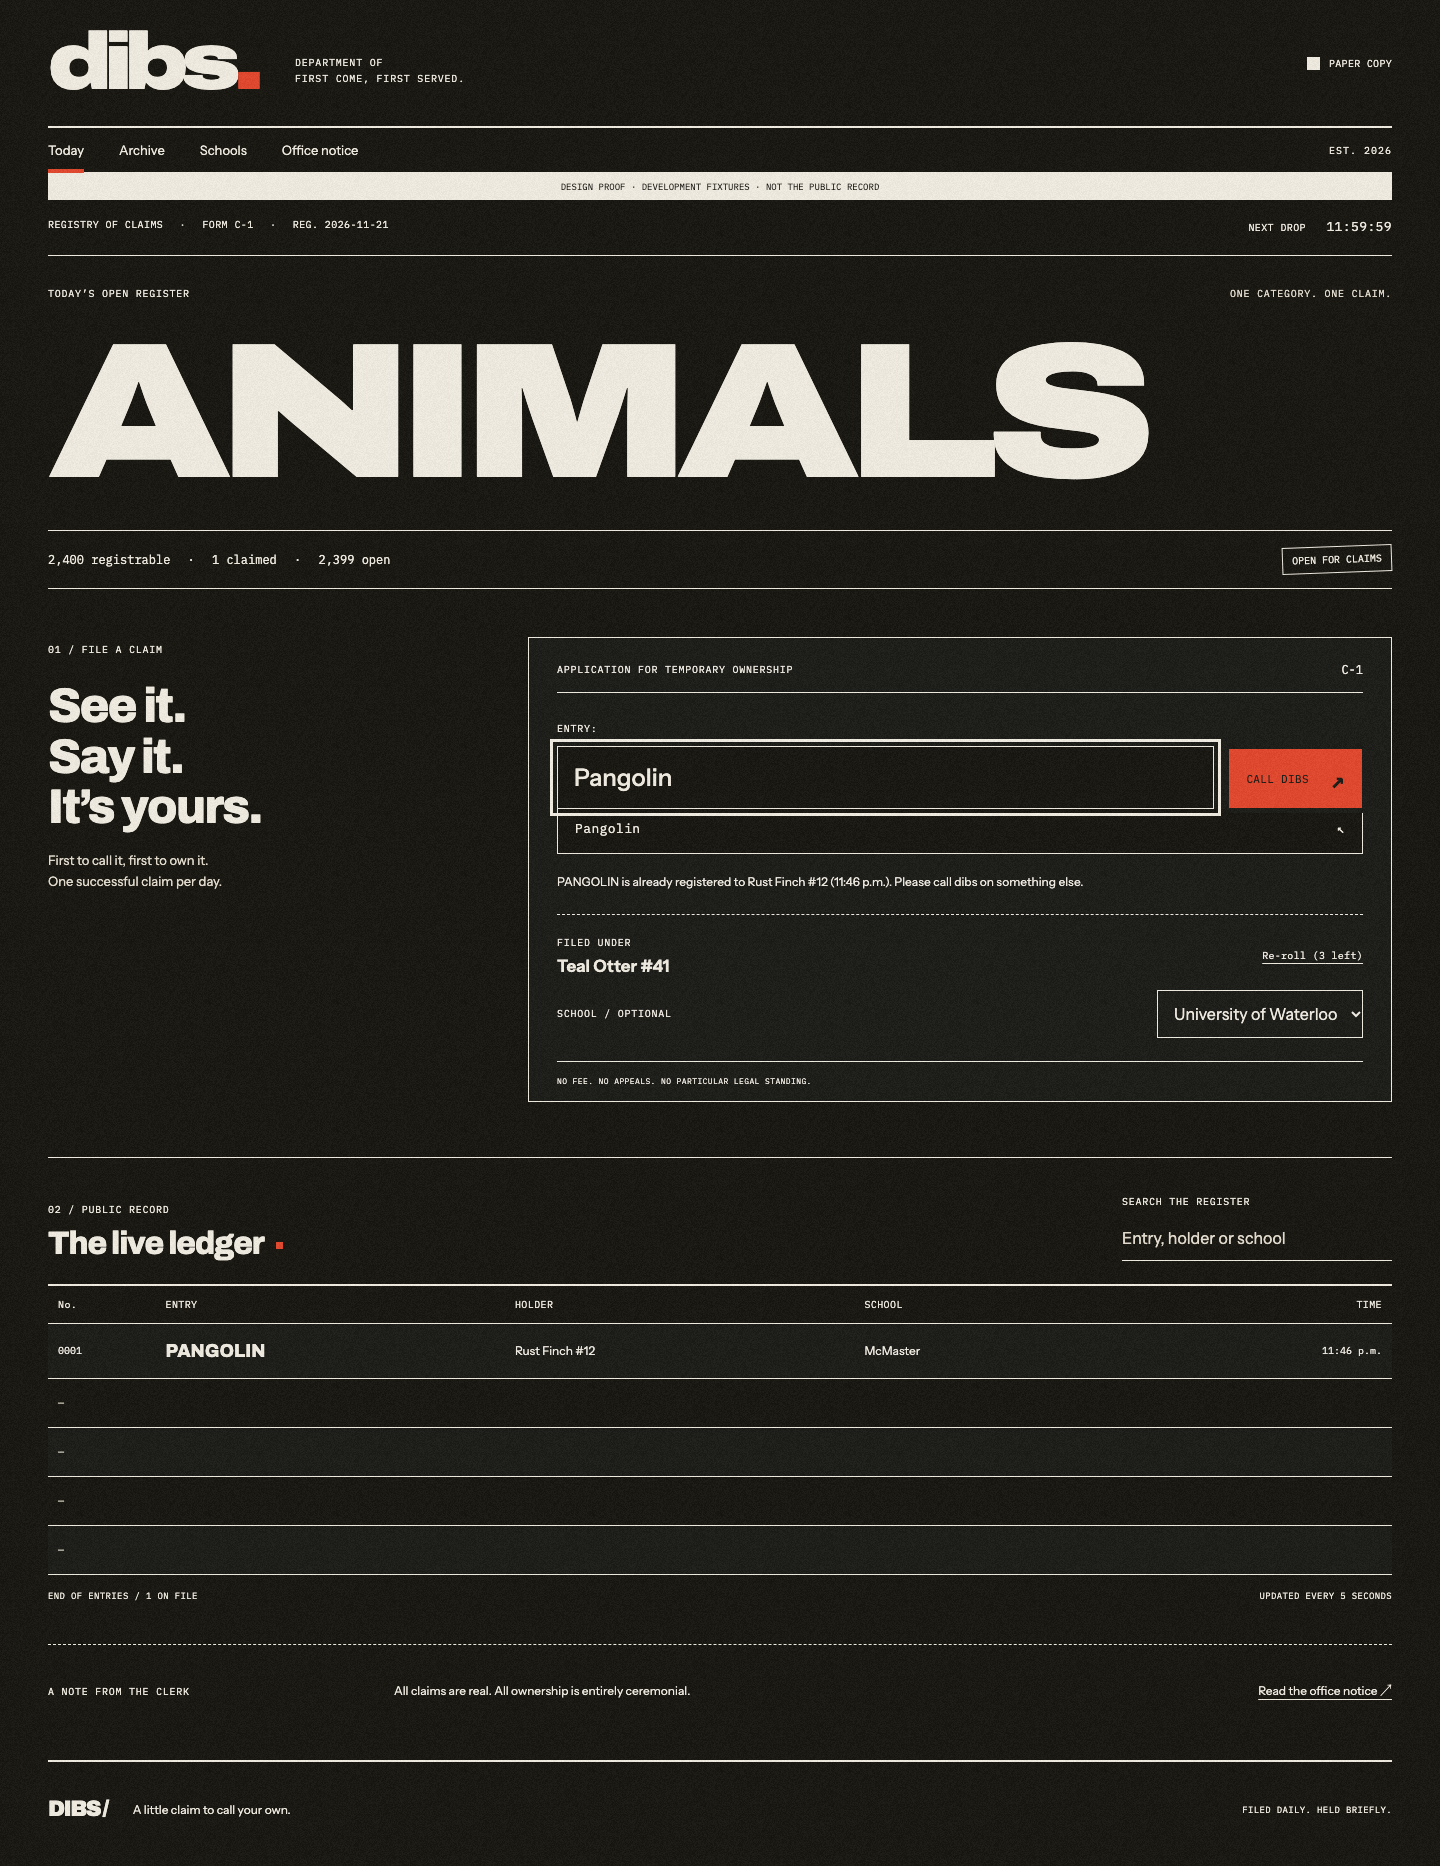 dibs.
DEPARTMENT OF
FIRST COME, FIRST SERVED.
PAPER COPY
Today Archive Schools Office notice
EST. 2026
DESIGN PROOF · DEVELOPMENT FIXTURES · NOT THE PUBLIC RECORD
REGISTRY OF CLAIMS · FORM C-1 · REG. 2026-11-21
NEXT DROP 11:59:59
TODAY’S OPEN REGISTER
ONE CATEGORY. ONE CLAIM.
ANIMALS
2,400 registrable · 1 claimed · 2,399 open
OPEN FOR CLAIMS
01 / FILE A CLAIM
See it.
Say it.
It’s yours.
First to call it, first to own it.
One successful claim per day.
APPLICATION FOR TEMPORARY OWNERSHIP
C-1
ENTRY:
Pangolin
CALL DIBS ↗
Pangolin ↖
PANGOLIN is already registered to Rust Finch #12 (11:46 p.m.). Please call dibs on something else.
FILED UNDER
Teal Otter #41
Re-roll (3 left)
SCHOOL / OPTIONAL
University of Waterloo
NO FEE. NO APPEALS. NO PARTICULAR LEGAL STANDING.
02 / PUBLIC RECORD
The live ledger
SEARCH THE REGISTER
Entry, holder or school
No. ENTRY HOLDER SCHOOL TIME
0001 PANGOLIN Rust Finch #12 McMaster 11:46 p.m.
—
—
—
—
END OF ENTRIES / 1 ON FILE
UPDATED EVERY 5 SECONDS
A NOTE FROM THE CLERK
All claims are real. All ownership is entirely ceremonial.
Read the office notice ↗
DIBS/
A little claim to call your own.
FILED DAILY. HELD BRIEFLY.